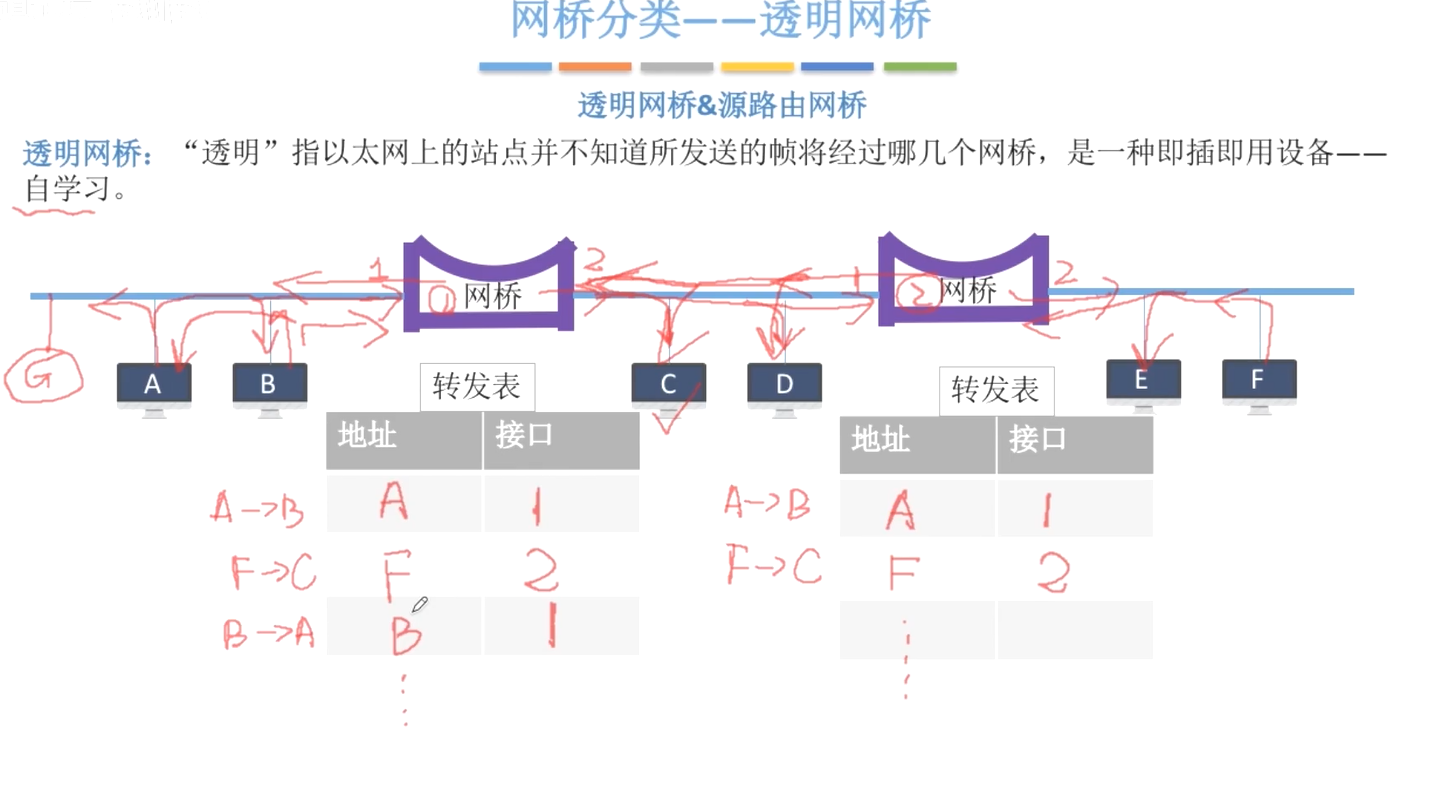 网桥分类——透明网桥
透明网桥&源路由网桥
透明网桥：“透明”指以太网上的站点并不知道所发送的帧将经过哪几个网桥，是一种即插即用设备——
自学习。
1 2 1 2
① 网桥 ② 网桥
G A B C D E F
转发表 转发表
地址 接口 地址 接口
A→B A 1 A→B A 1
F→C F 2 F→C F 2
B→A B 1